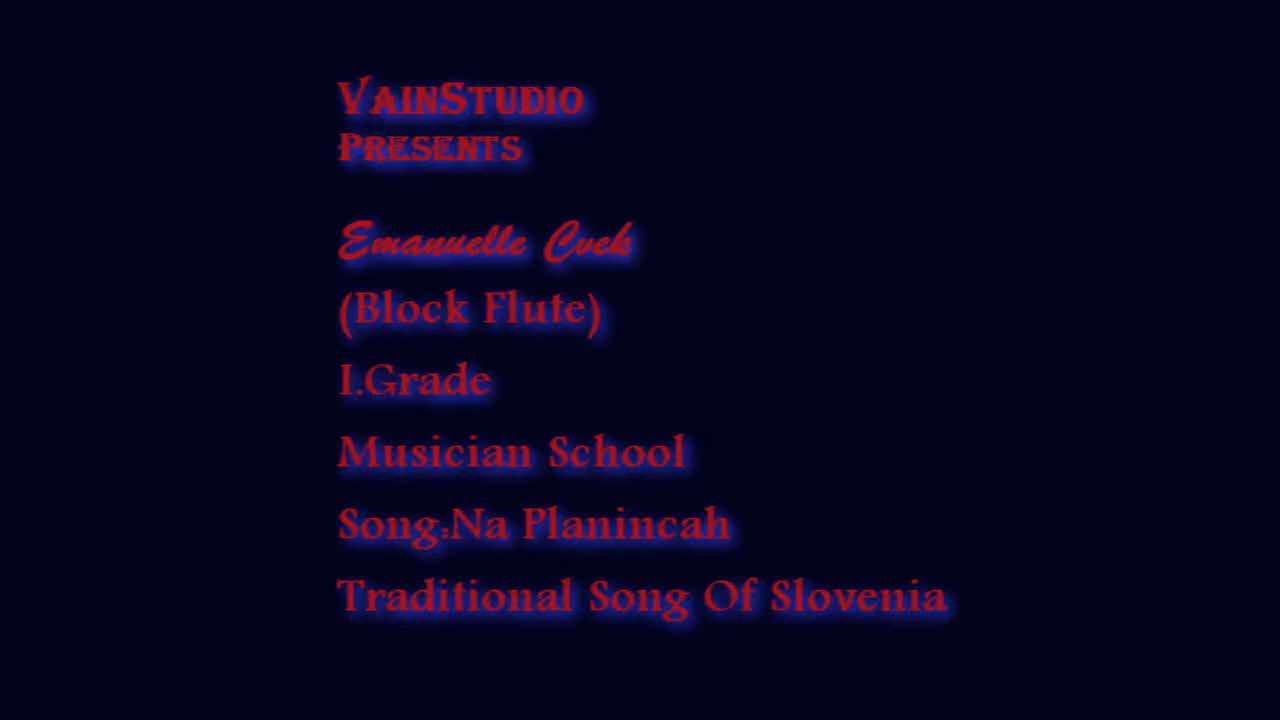 VainStudio
Presents
Emanuelle Cvek
(Block Flute)
I.Grade
Musician School
Song:Na Planincah
Traditional Song Of Slovenia